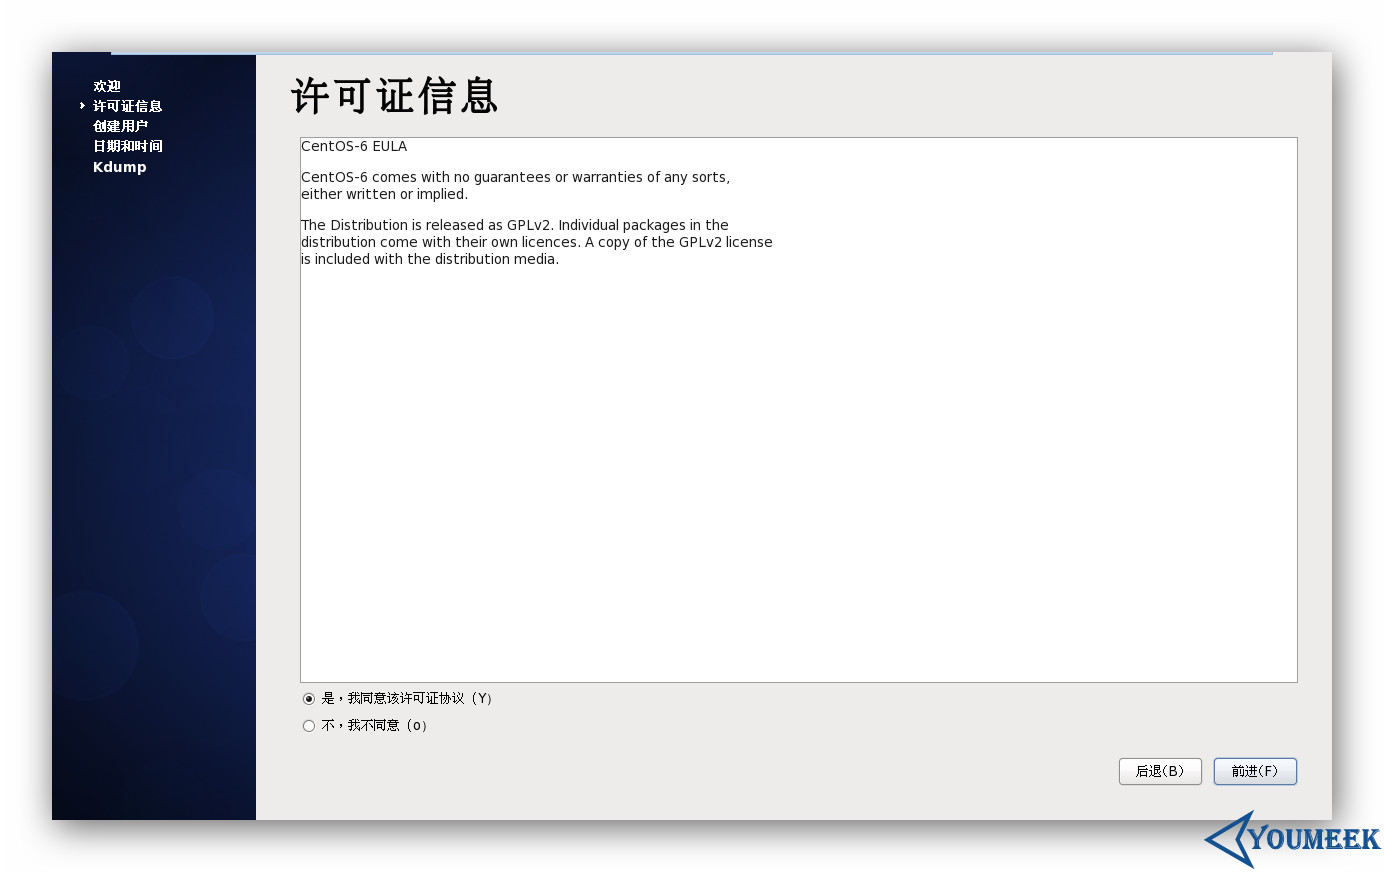 欢迎
许可证信息
创建用户
日期和时间
Kdump
许可证信息
CentOS-6 EULA
CentOS-6 comes with no guarantees or warranties of any sorts,
either written or implied.
The Distribution is released as GPLv2. Individual packages in the
distribution come with their own licences. A copy of the GPLv2 license
is included with the distribution media.
是，我同意该许可证协议（Y）
不，我不同意（o）
后退(B)
前进(F)
YOUMEEK